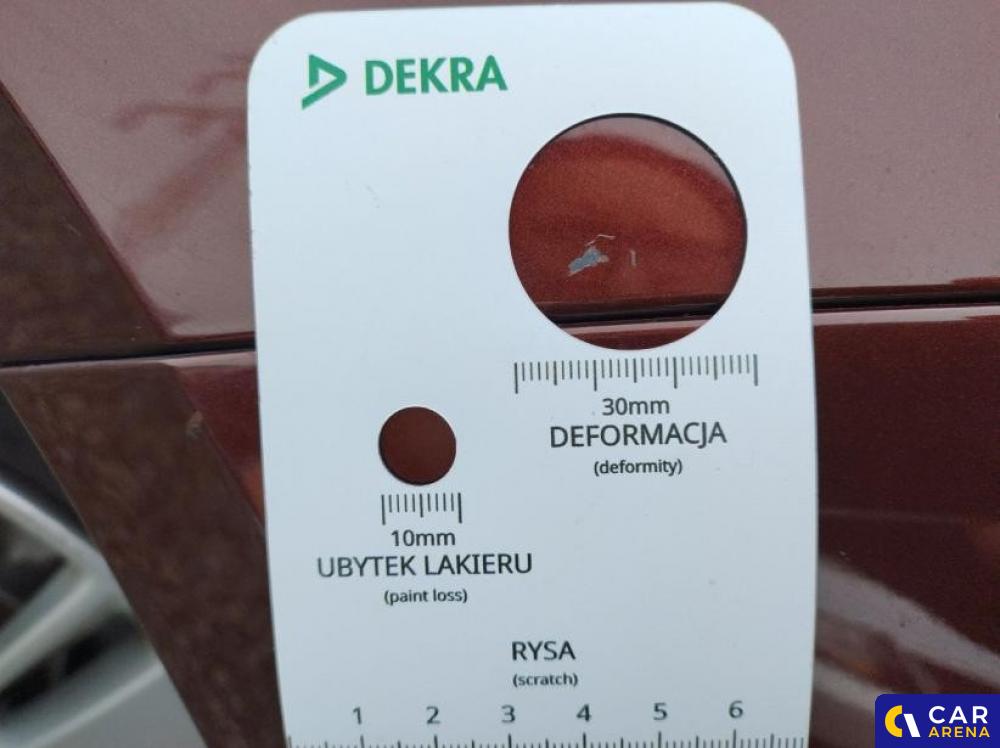 DEKRA
30mm
DEFORMACJA
(deformity)
10mm
UBYTEK LAKIERU
(paint loss)
RYSA
(scratch)
1 2 3 4 5 6
CAR
ARENA